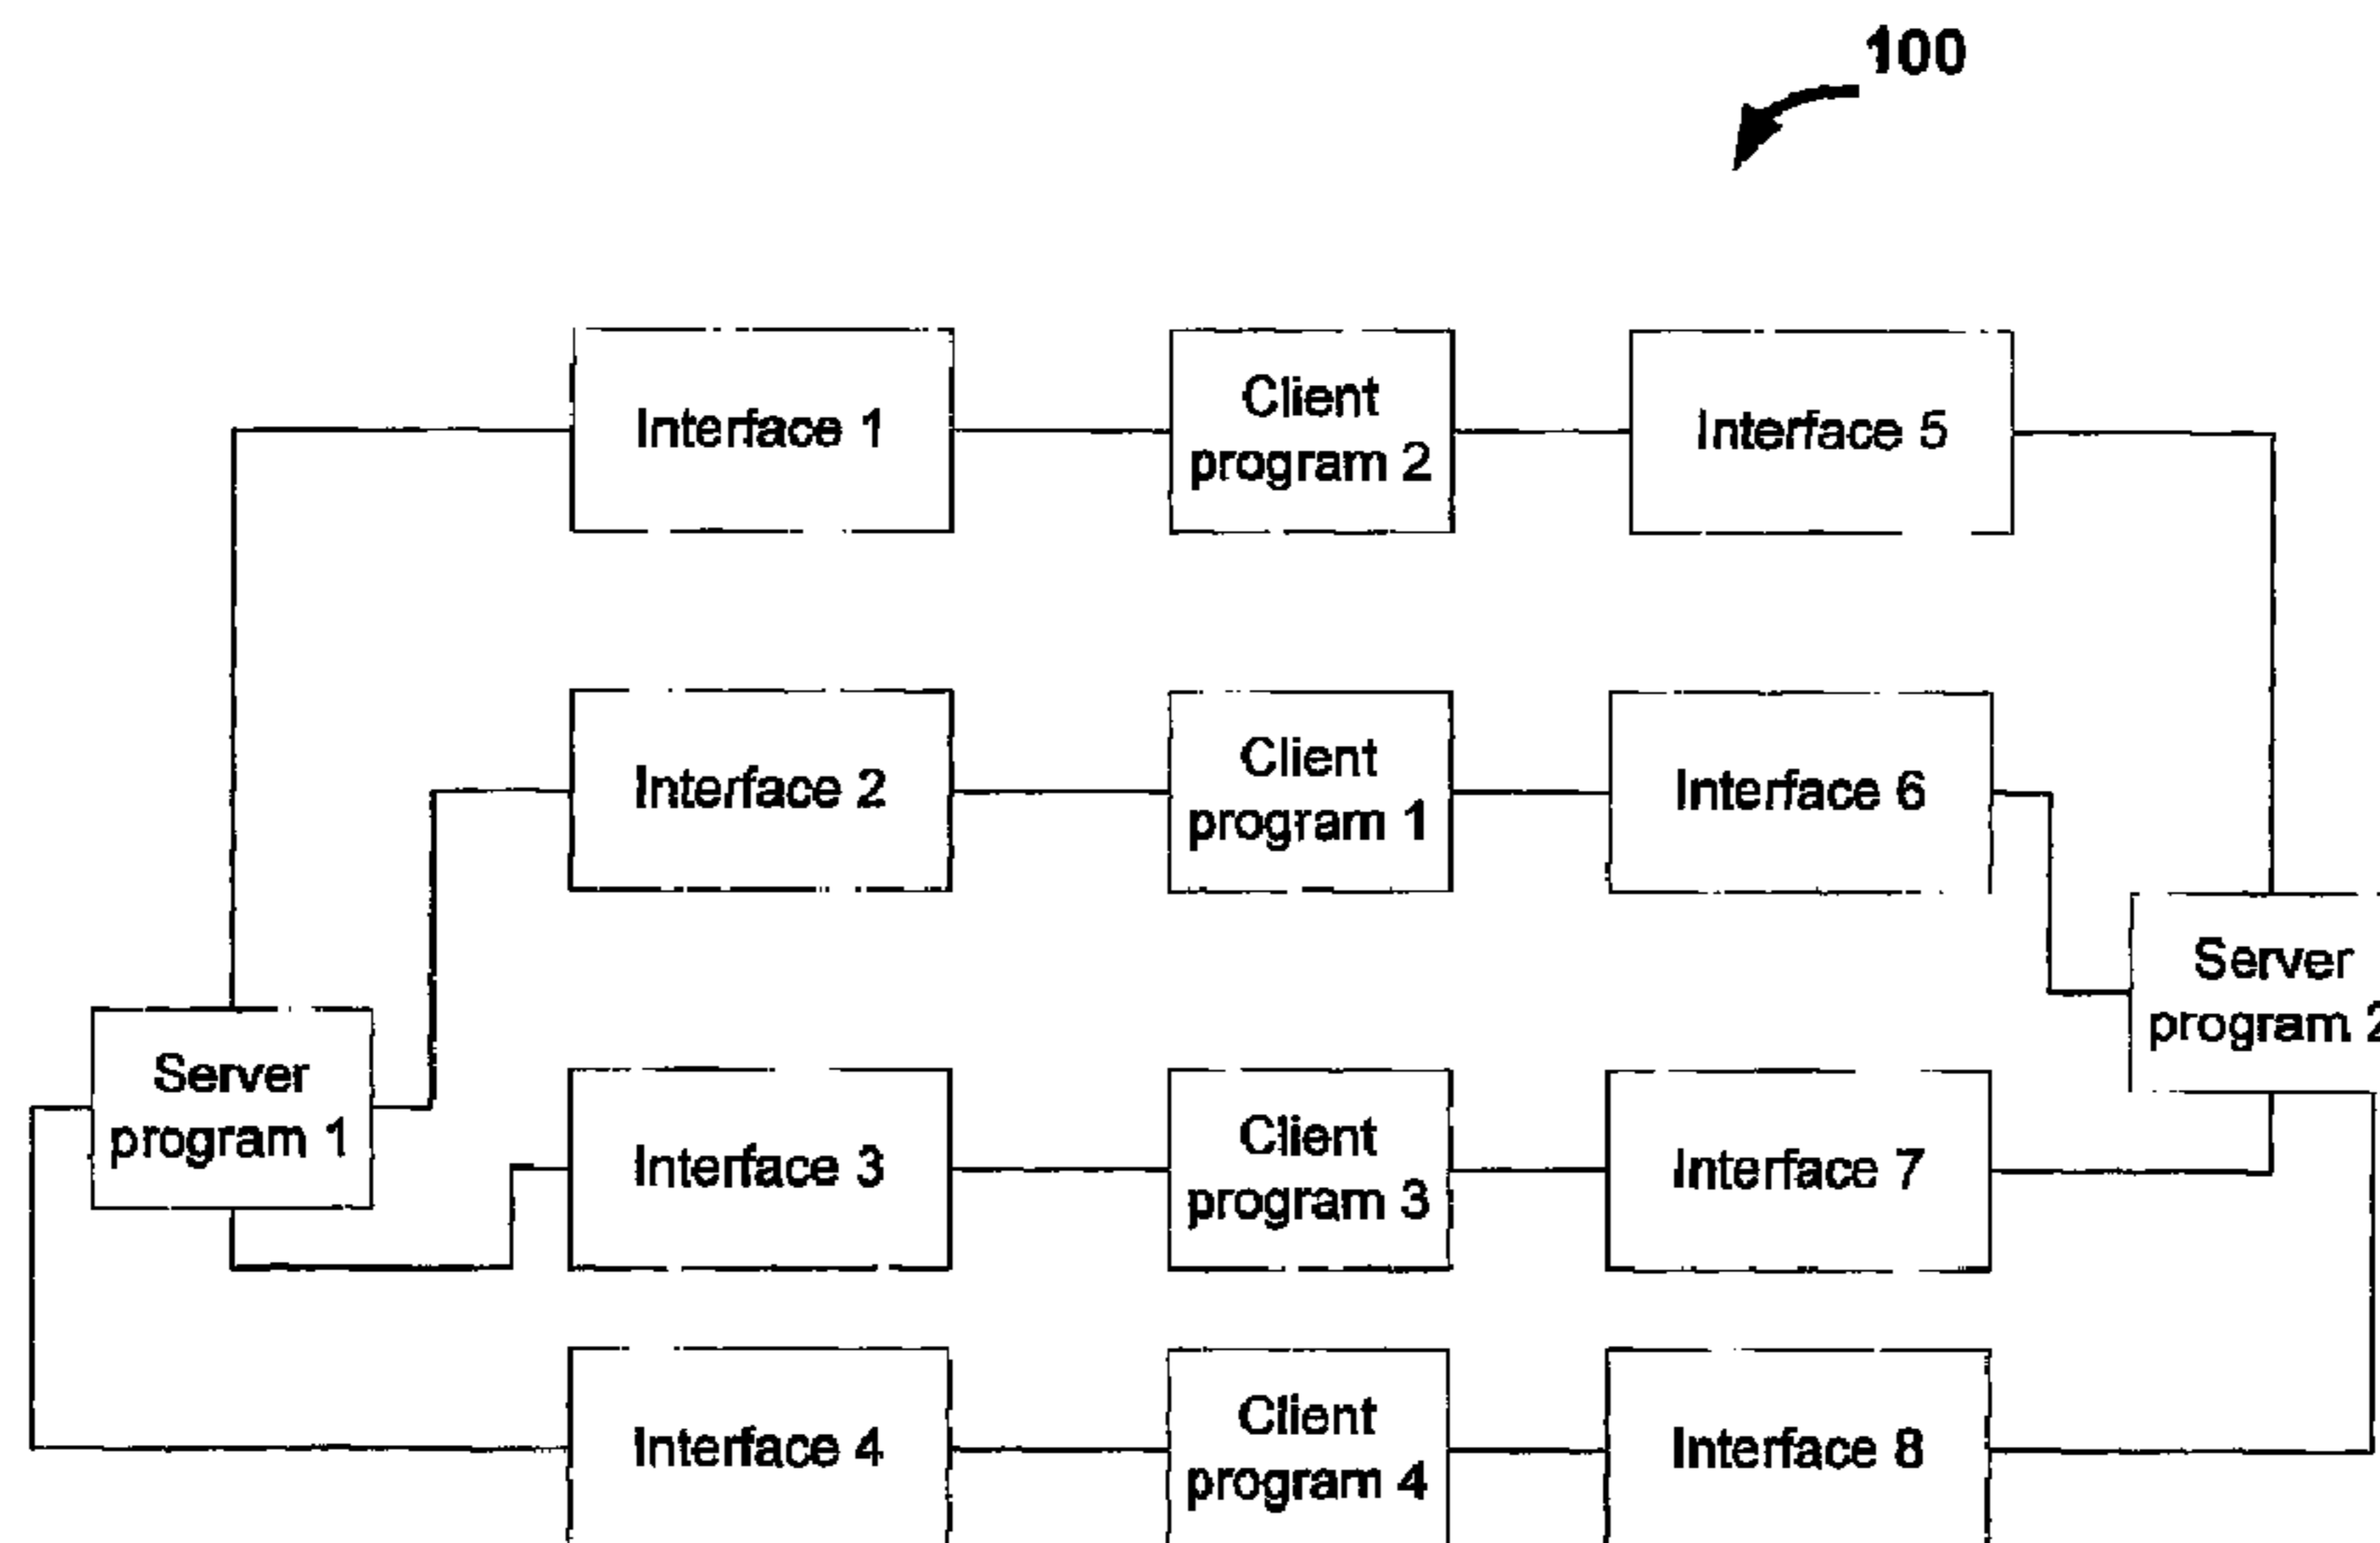 100
Interface 1
Client
program 2
Interface 5
Interface 2
Client
program 1
Interface 6
Server
program 2
Server
program 1
Interface 3
Client
program 3
Interface 7
Interface 4
Client
program 4
Interface 8